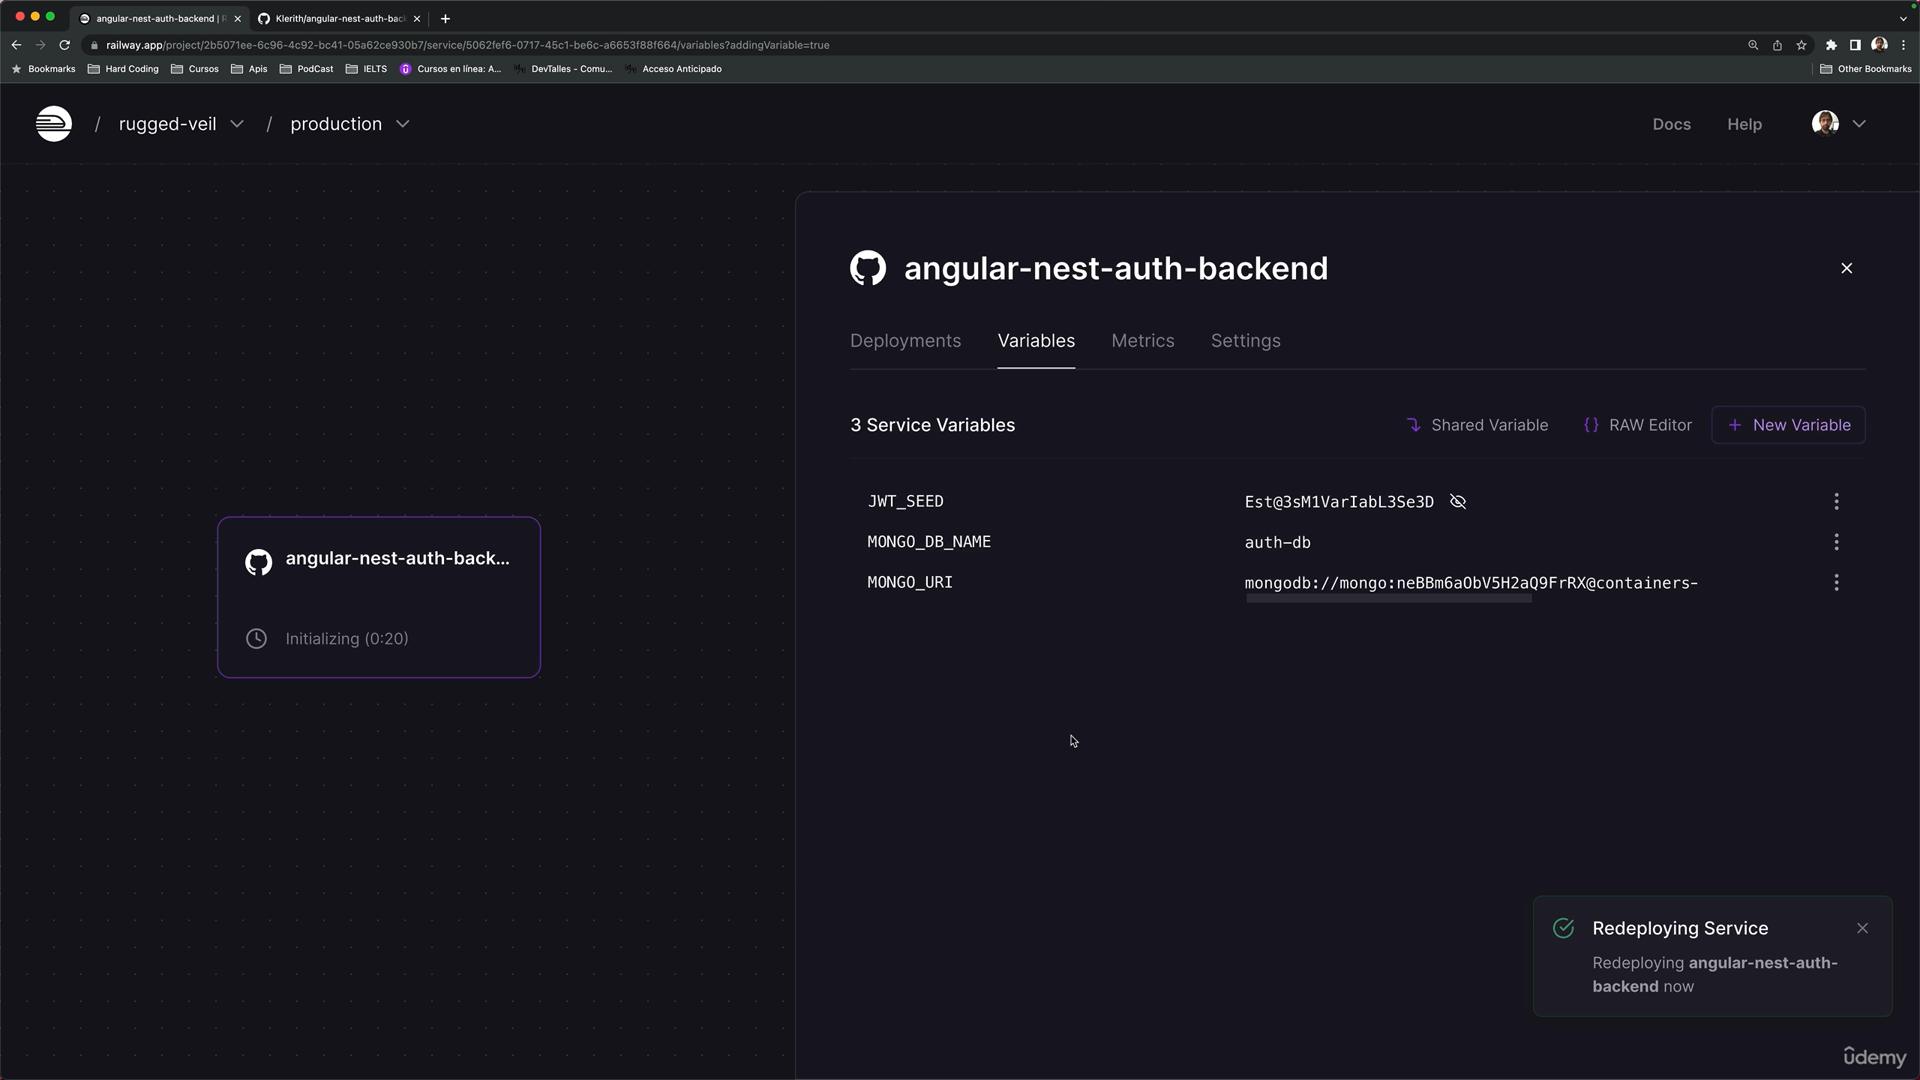 angular-nest-auth-backend | R
Klerith/angular-nest-auth-back
railway.app/project/2b5071ee-6c96-4c92-bc41-05a62ce930b7/service/5062fef6-0717-45c1-be6c-a6653f88f664/variables?addingVariable=true
Bookmarks
Hard Coding
Cursos
Apis
PodCast
IELTS
Cursos en línea: A...
DevTalles - Comu...
Acceso Anticipado
Other Bookmarks
/ rugged-veil / production
Docs
Help
angular-nest-auth-backend
Deployments
Variables
Metrics
Settings
3 Service Variables
Shared Variable
{} RAW Editor
+ New Variable
JWT_SEED
Est@3sM1VarIabL3Se3D
MONGO_DB_NAME
auth-db
MONGO_URI
mongodb://mongo:neBBm6aObV5H2aQ9FrRX@containers-
angular-nest-auth-back...
Initializing (0:20)
Redeploying Service
Redeploying angular-nest-auth-
backend now
ûdemy